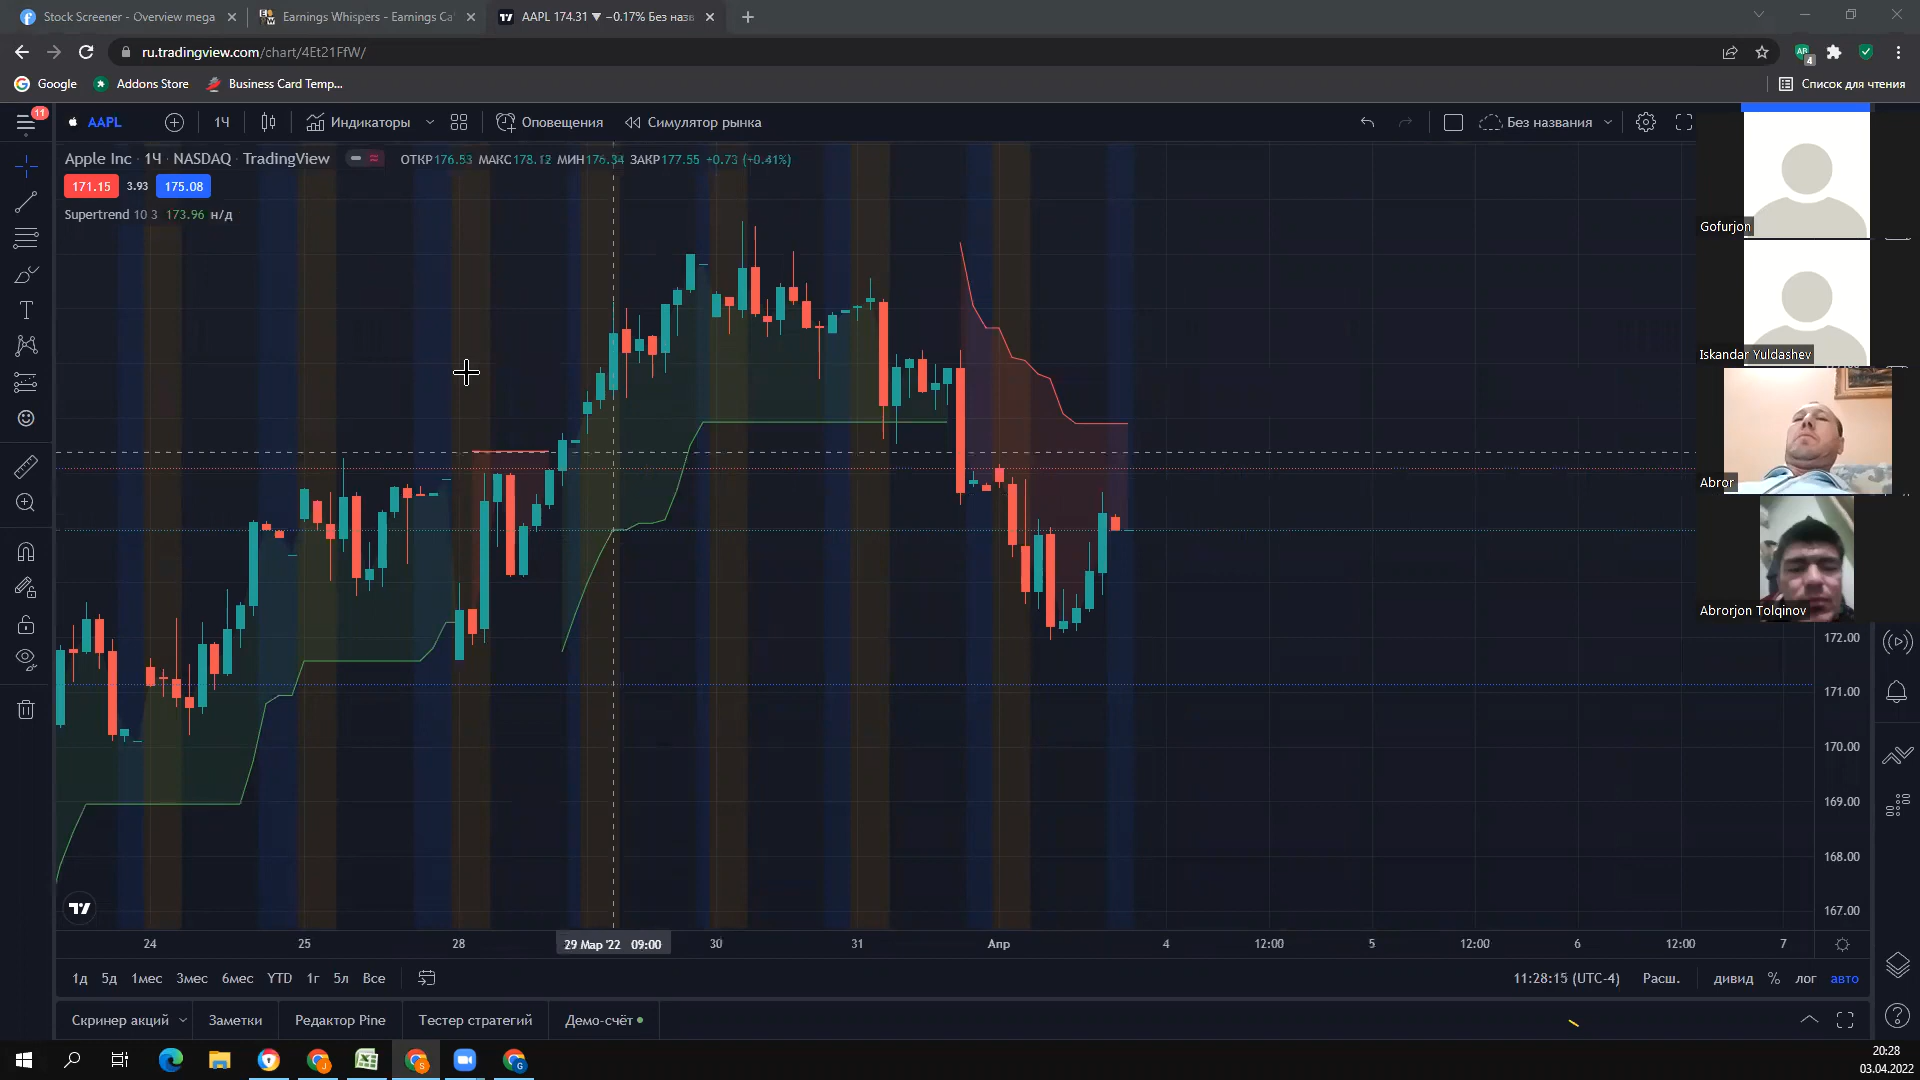 Stock Screener - Overview mega
Earnings Whispers - Earnings Ca
AAPL 174.31 ▼ −0.17% Без назв
ru.tradingview.com/chart/4Et21FfW/
Google
Addons Store
Business Card Temp...
Список для чтения
11
AAPL
1Ч
Индикаторы
Оповещения
Симулятор рынка
Без названия
Apple Inc · 1Ч · NASDAQ · TradingView
ОТКР176.53 МАКС178.12 МИН176.34 ЗАКР177.55 +0.73 (+0.41%)
171.15
3.93
175.08
Supertrend 10 3 173.96 н/д
Gofurjon
Iskandar Yuldashev
Abror
Abrorjon Tolqinov
172.00
171.00
170.00
169.00
168.00
167.00
24
25
28
29 Мар '22 09:00
30
31
Апр
4
12:00
5
12:00
6
12:00
7
1д
5д
1мес
3мес
6мес
YTD
1г
5л
Все
11:28:15 (UTC-4)
Расш.
дивид
%
лог
авто
Скринер акций
Заметки
Редактор Pine
Тестер стратегий
Демо-счёт
20:28
03.04.2022